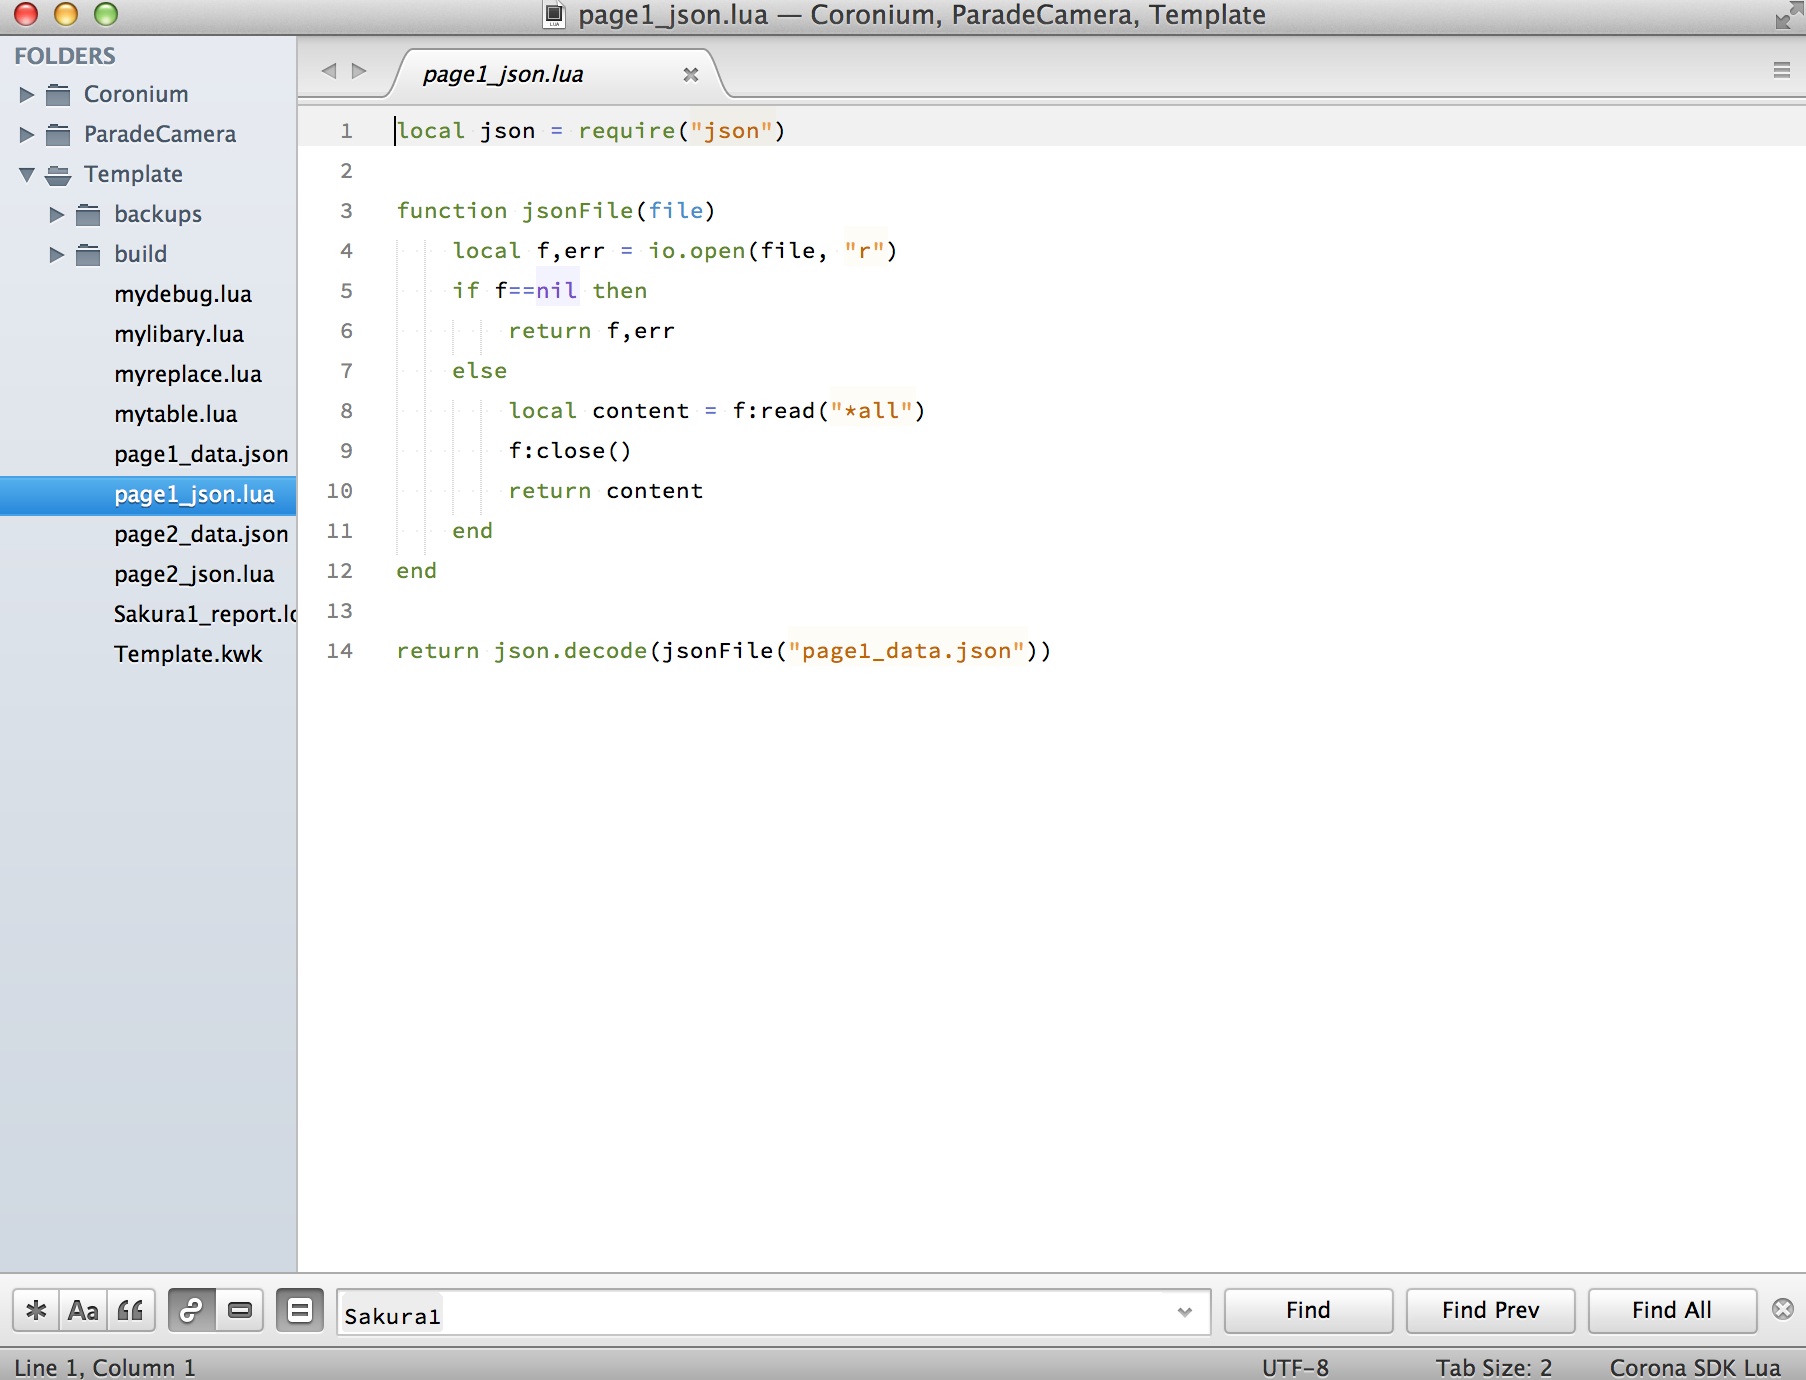 page1_json.lua — Coronium, ParadeCamera, Template
FOLDERS
Coronium
ParadeCamera
Template
backups
build
mydebug.lua
mylibary.lua
myreplace.lua
mytable.lua
page1_data.json
page1_json.lua
page2_data.json
page2_json.lua
Sakura1_report.lo
Template.kwk
page1_json.lua
1 local json = require("json")
2
3 function jsonFile(file)
4 local f,err = io.open(file, "r")
5 if f==nil then
6 return f,err
7 else
8 local content = f:read("*all")
9 f:close()
10 return content
11 end
12 end
13
14 return json.decode(jsonFile("page1_data.json"))
Aa
Sakura1
Find
Find Prev
Find All
Line 1, Column 1
UTF-8
Tab Size: 2
Corona SDK Lua